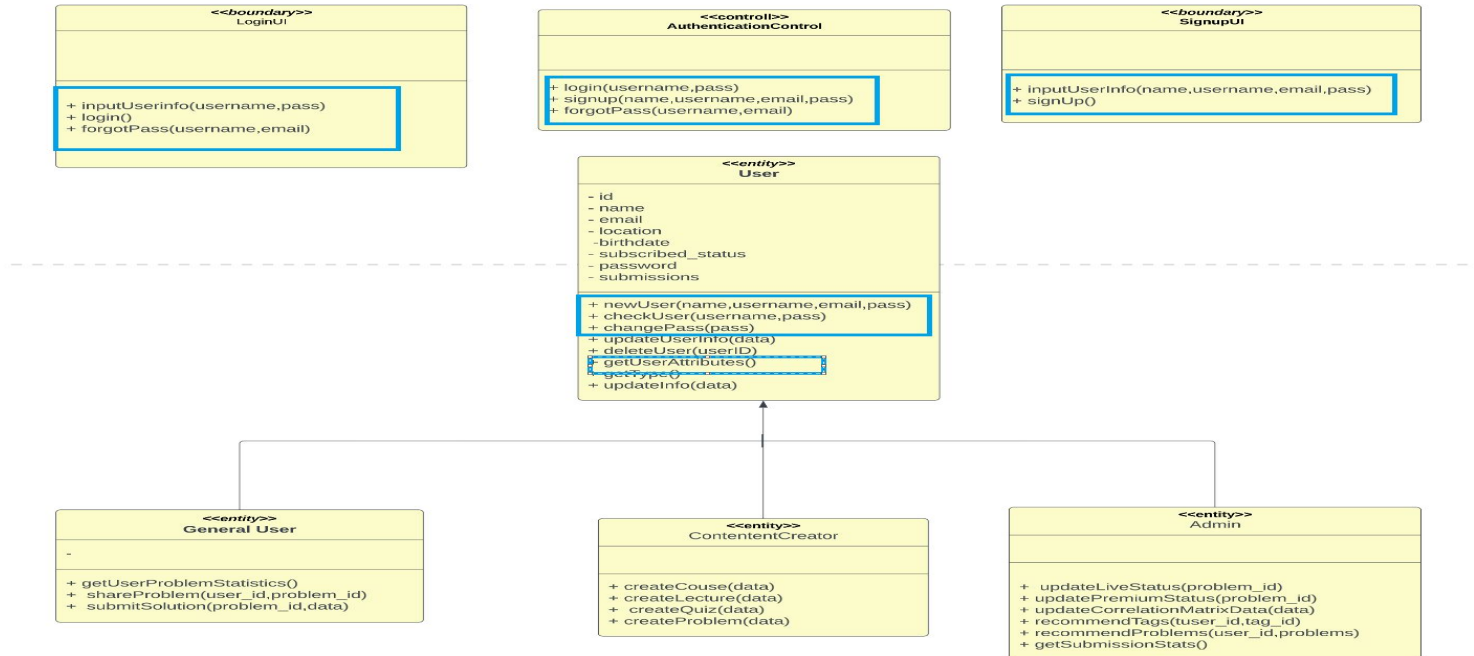 <<boundary>>
LoginUI
+ inputUserinfo(username,pass)
+ login()
+ forgotPass(username,email)
<<controll>>
AuthenticationControl
+ login(username,pass)
+ signup(name,username,email,pass)
+ forgotPass(username,email)
<<boundary>>
SignupUI
+ inputUserInfo(name,username,email,pass)
+ signUp()
<<entity>>
User
- id
- name
- email
- location
-birthdate
- subscribed_status
- password
- submissions
+ newUser(name,username,email,pass)
+ checkUser(username,pass)
+ changePass(pass)
+ updateUserInfo(data)
+ deleteUser(userID)
+ getUserAttributes()
+ getType()
+ updateInfo(data)
<<entity>>
General User
-
+ getUserProblemStatistics()
+ shareProblem(user_id,problem_id)
+ submitSolution(problem_id,data)
<<entity>>
ContententCreator
+ createCouse(data)
+ createLecture(data)
+ createQuiz(data)
+ createProblem(data)
<<entity>>
Admin
+ updateLiveStatus(problem_id)
+ updatePremiumStatus(problem_id)
+ updateCorrelationMatrixData(data)
+ recommendTags(tuser_id,tag_id)
+ recommendProblems(user_id,problems)
+ getSubmissionStats()